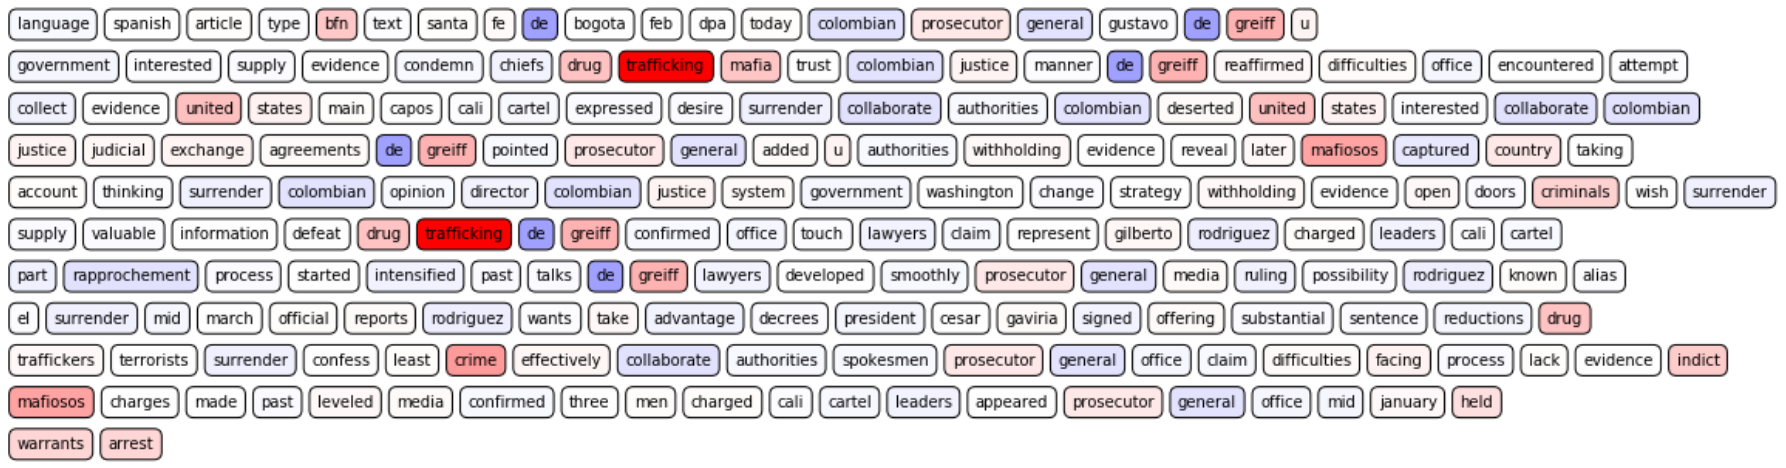 language spanish article type bfn text santa fe de bogota feb dpa today colombian prosecutor general gustavo de greiff u
government interested supply evidence condemn chiefs drug trafficking mafia trust colombian justice manner de greiff reaffirmed difficulties office encountered attempt
collect evidence united states main capos cali cartel expressed desire surrender collaborate authorities colombian deserted united states interested collaborate colombian
justice judicial exchange agreements de greiff pointed prosecutor general added u authorities withholding evidence reveal later mafiosos captured country taking
account thinking surrender colombian opinion director colombian justice system government washington change strategy withholding evidence open doors criminals wish surrender
supply valuable information defeat drug trafficking de greiff confirmed office touch lawyers claim represent gilberto rodriguez charged leaders cali cartel
part rapprochement process started intensified past talks de greiff lawyers developed smoothly prosecutor general media ruling possibility rodriguez known alias
el surrender mid march official reports rodriguez wants take advantage decrees president cesar gaviria signed offering substantial sentence reductions drug
traffickers terrorists surrender confess least crime effectively collaborate authorities spokesmen prosecutor general office claim difficulties facing process lack evidence indict
mafiosos charges made past leveled media confirmed three men charged cali cartel leaders appeared prosecutor general office mid january held
warrants arrest